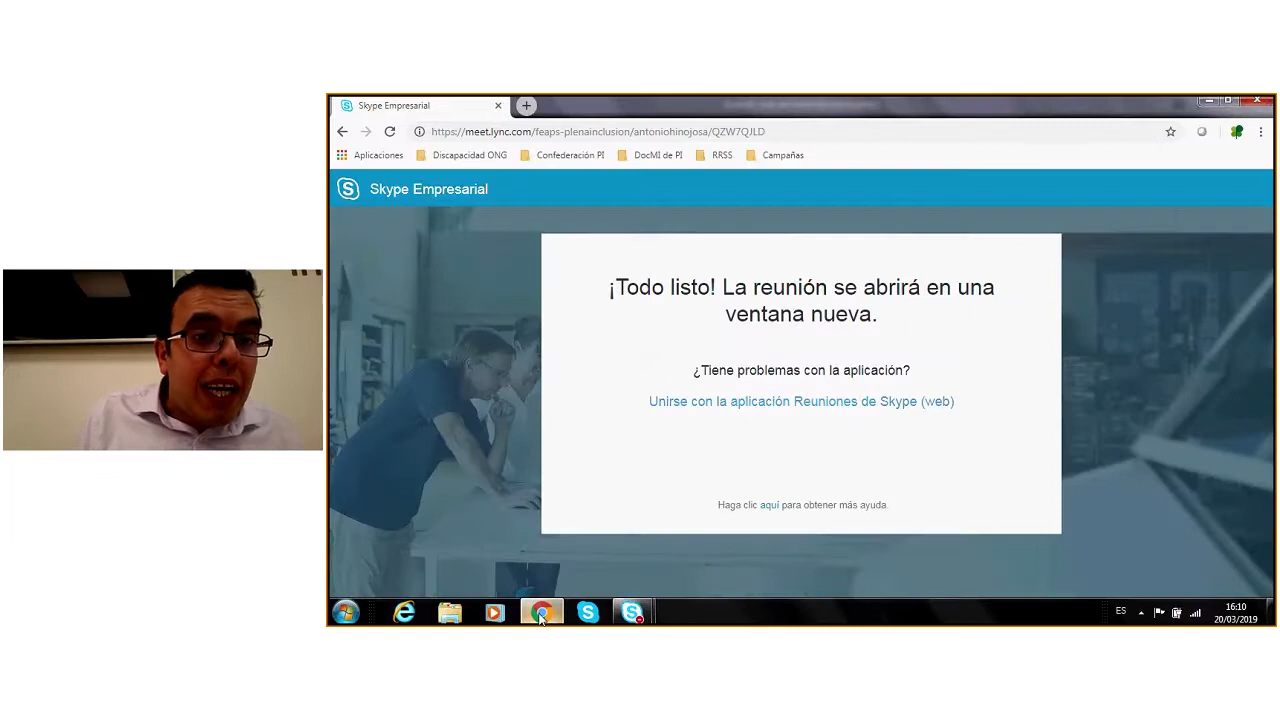 Skype Empresarial
https://meet.lync.com/feaps-plenainclusion/antoniohinojosa/QZW7QJLD
Aplicaciones Discapacidad ONG Confederación PI DocMI de PI RRSS Campañas
Skype Empresarial
¡Todo listo! La reunión se abrirá en una
ventana nueva.
¿Tiene problemas con la aplicación?
Unirse con la aplicación Reuniones de Skype (web)
Haga clic aquí para obtener más ayuda.
ES
16:10
20/03/2019